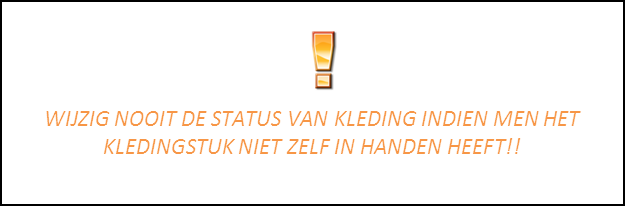 WIJZIG NOOIT DE STATUS VAN KLEDING INDIEN MEN HET
KLEDINGSTUK NIET ZELF IN HANDEN HEEFT!!